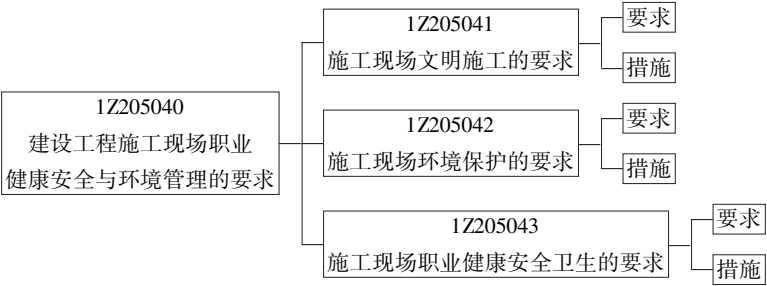 1Z205040
建设工程施工现场职业
健康安全与环境管理的要求
1Z205041
施工现场文明施工的要求
要求
措施
1Z205042
施工现场环境保护的要求
要求
措施
1Z205043
施工现场职业健康安全卫生的要求
要求
措施